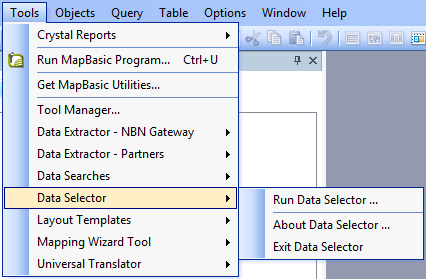 Tools Objects Query Table Options Window Help
Crystal Reports
Run MapBasic Program... Ctrl+U
Get MapBasic Utilities...
Tool Manager...
Data Extractor - NBN Gateway
Data Extractor - Partners
Data Searches
Data Selector
Run Data Selector ...
Layout Templates
About Data Selector ...
Mapping Wizard Tool
Exit Data Selector
Universal Translator